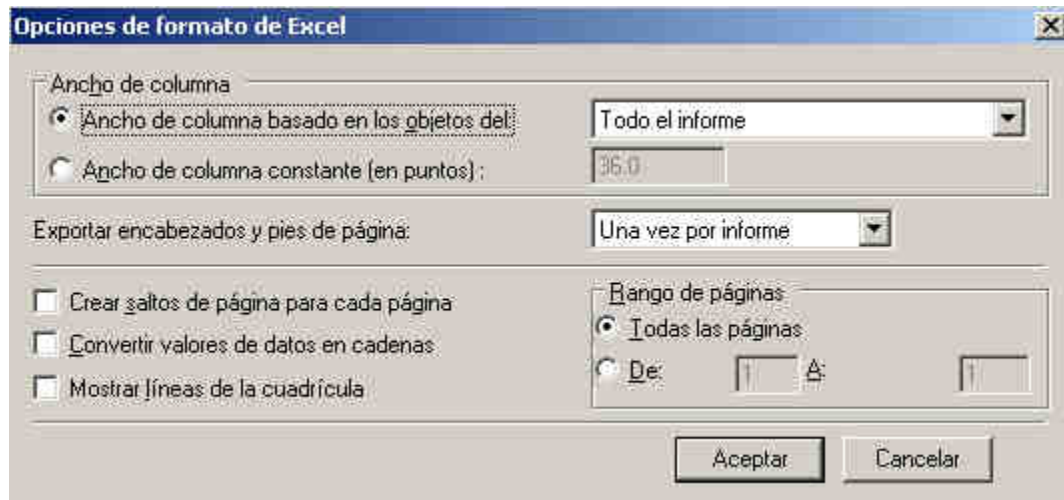 Opciones de formato de Excel
Ancho de columna
Ancho de columna basado en los objetos del: Todo el informe
Ancho de columna constante (en puntos) : 36.0
Exportar encabezados y pies de página: Una vez por informe
Crear saltos de página para cada página
Convertir valores de datos en cadenas
Mostrar líneas de la cuadrícula
Rango de páginas
Todas las páginas
De: 1 A: 1
Aceptar Cancelar